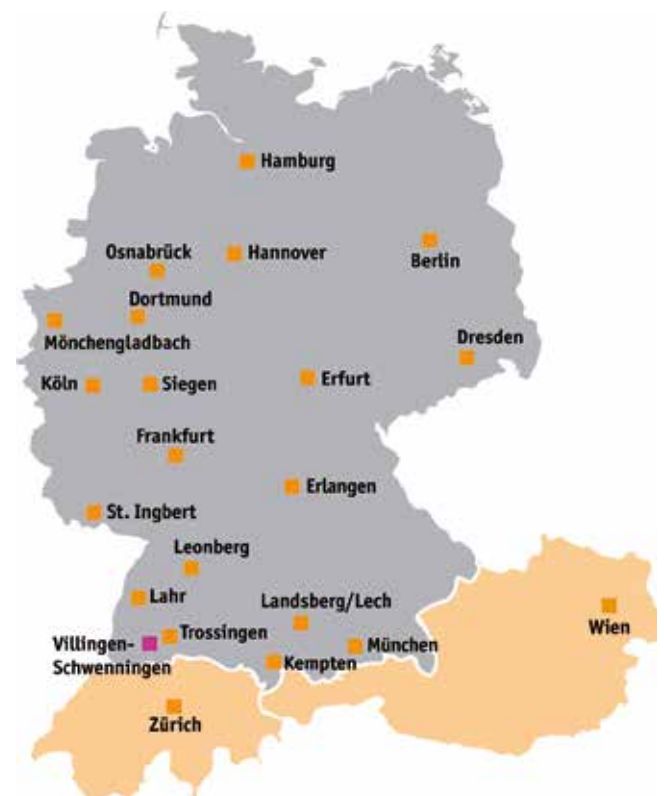 Hamburg
Osnabrück
Hannover
Berlin
Dortmund
Mönchengladbach
Dresden
Köln
Siegen
Erfurt
Frankfurt
Erlangen
St. Ingbert
Leonberg
Lahr
Landsberg/Lech
Wien
Trossingen
Villingen-
Schwenningen
München
Kempten
Zürich